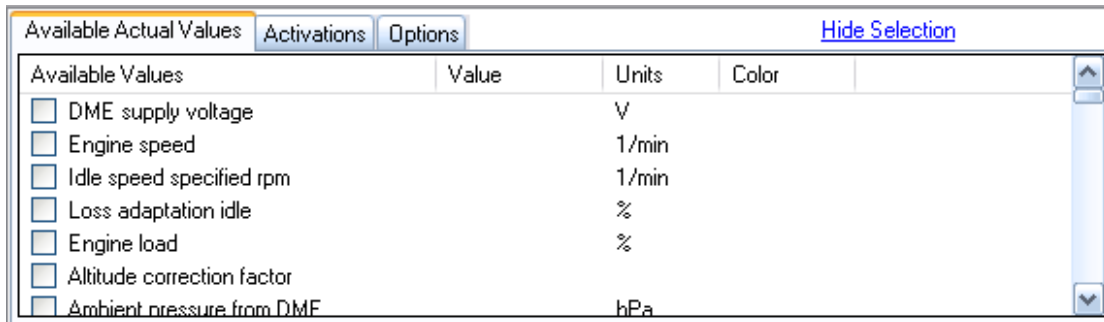 Available Actual Values Activations Options Hide Selection
Available Values Value Units Color
DME supply voltage V
Engine speed 1/min
Idle speed specified rpm 1/min
Loss adaptation idle %
Engine load %
Altitude correction factor
Ambient pressure from DME hPa